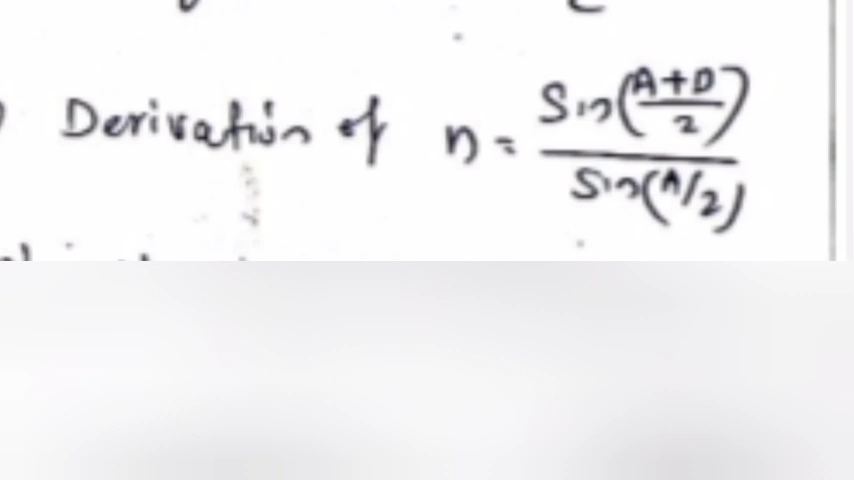 Derivation of n = Sin((A+D)/2) / Sin(A/2)